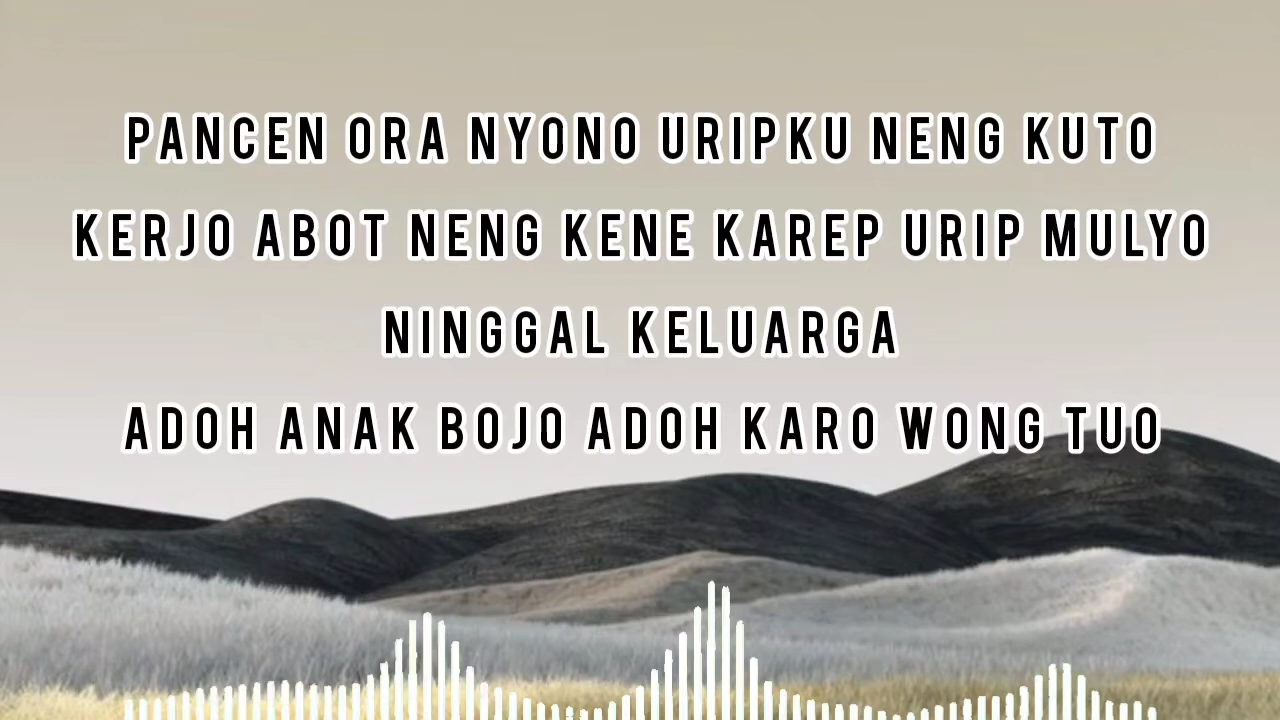 PANCEN ORA NYONO URIPKU NENG KUTO
KERJO ABOT NENG KENE KAREP URIP MULYO
NINGGAL KELUARGA
ADOH ANAK BOJO ADOH KARO WONG TUO